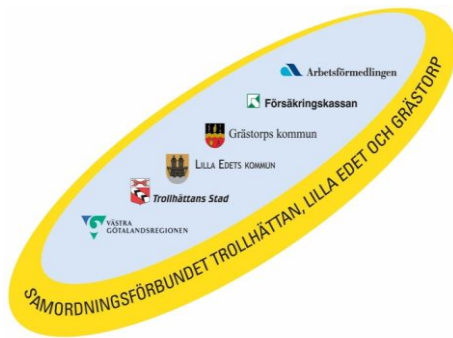 Arbetsförmedlingen
Försäkringskassan
Grästorps kommun
LILLA EDETS KOMMUN
Trollhättans Stad
VÄSTRA
GÖTALANDSREGIONEN
SAMORDNINGSFÖRBUNDET TROLLHÄTTAN, LILLA EDET OCH GRÄSTORP